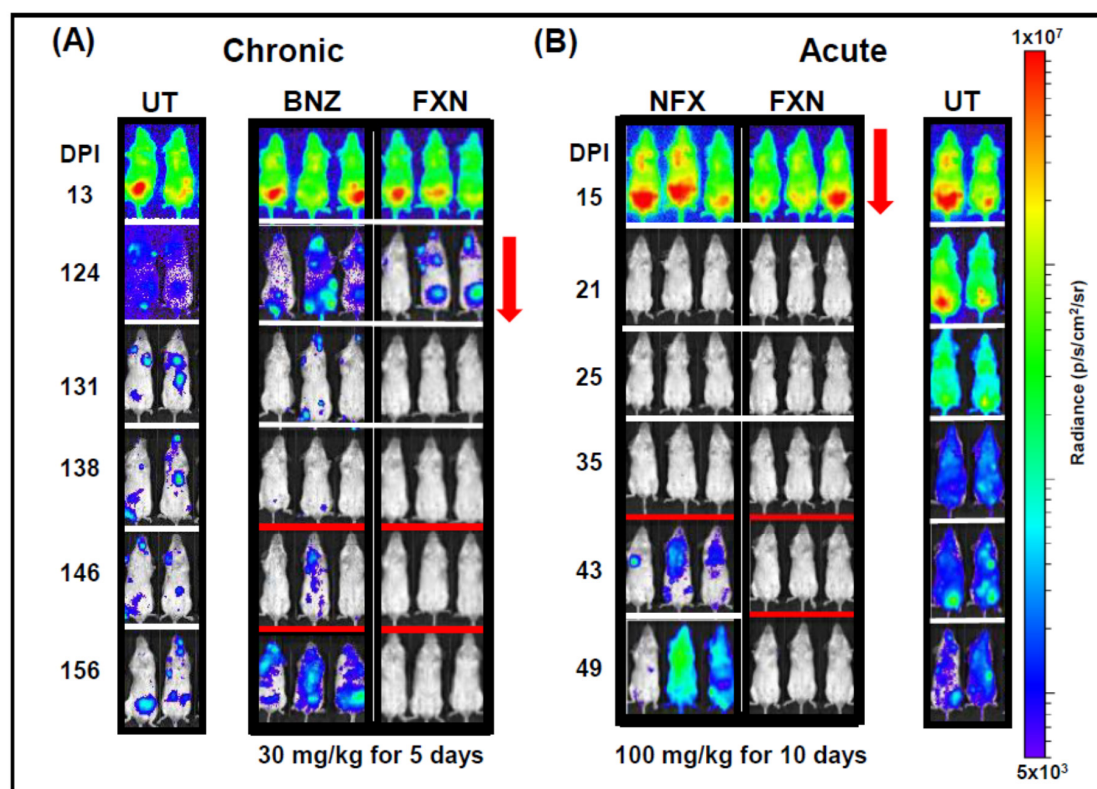 (A)
Chronic
(B)
Acute
1x10⁷
UT
BNZ
FXN
NFX
FXN
UT
DPI
13
124
131
138
146
156
DPI
15
21
25
35
43
49
Radiance (p/s/cm²/sr)
30 mg/kg for 5 days
100 mg/kg for 10 days
5x10³